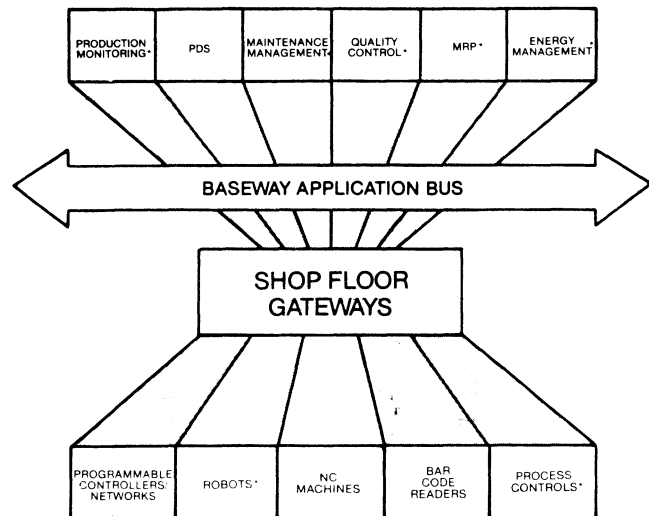 PRODUCTION
MONITORING*
PDS
MAINTENANCE
MANAGEMENT*
QUALITY
CONTROL*
MRP*
ENERGY
MANAGEMENT*
BASEWAY APPLICATION BUS
SHOP FLOOR
GATEWAYS
PROGRAMMABLE
CONTROLLERS/
NETWORKS
ROBOTS*
NC
MACHINES
BAR
CODE
READERS
PROCESS
CONTROLS*